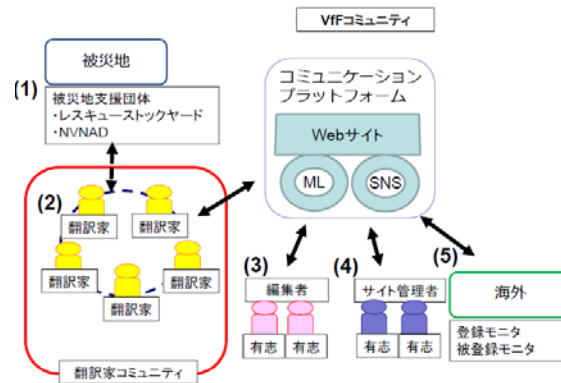 VfFコミュニティ
被災地
(1)
被災地支援団体
・レスキューストックヤード
・NVNAD
コミュニケーション
プラットフォーム
Webサイト
ML
SNS
(2)
翻訳家
翻訳家
翻訳家
翻訳家
翻訳家
翻訳家コミュニティ
(3)
編集者
有志
有志
(4)
サイト管理者
有志
有志
(5)
海外
登録モニタ
被登録モニタ